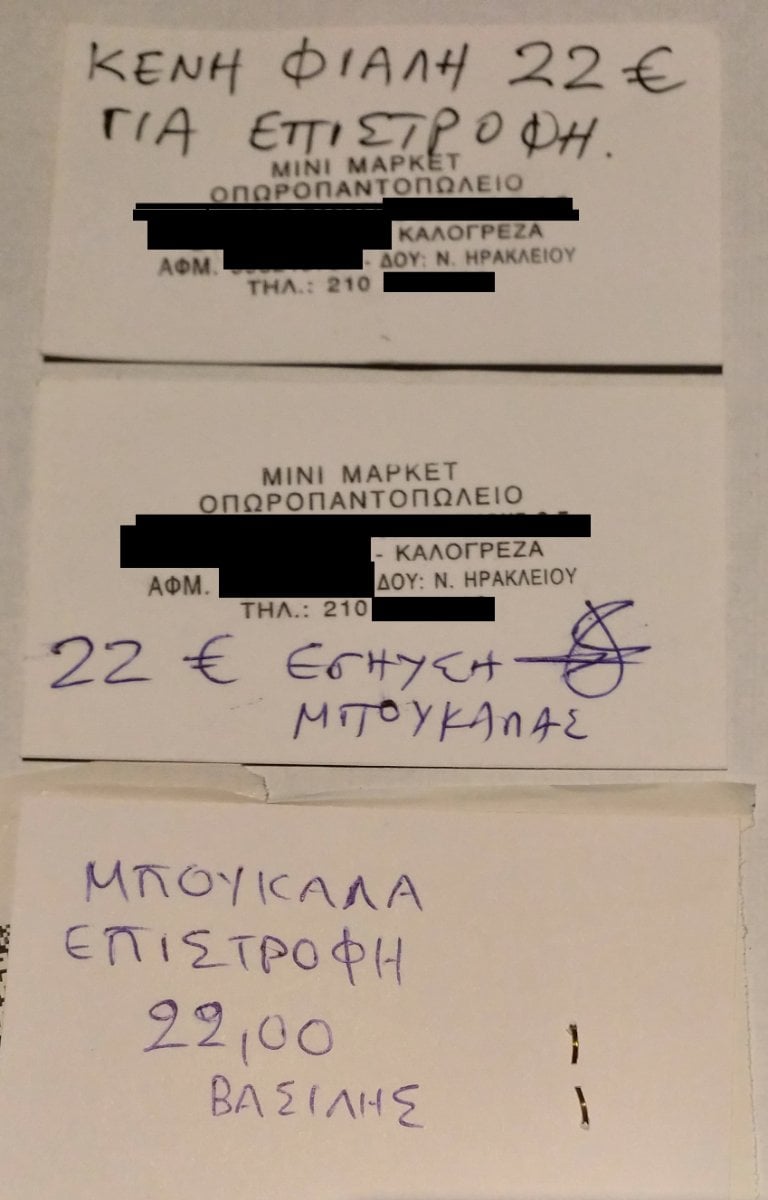 ΚΕΝΗ ΦΙΑΛΗ 22 €
ΓΙΑ ΕΠΙΣΤΡΟΦΗ.
ΜΙΝΙ ΜΑΡΚΕΤ
ΟΠΩΡΟΠΑΝΤΟΠΩΛΕΙΟ
ΚΑΛΟΓΡΕΖΑ
ΑΦΜ. - ΔΟΥ: Ν. ΗΡΑΚΛΕΙΟΥ
ΤΗΛ.: 210
ΜΙΝΙ ΜΑΡΚΕΤ
ΟΠΩΡΟΠΑΝΤΟΠΩΛΕΙΟ
- ΚΑΛΟΓΡΕΖΑ
ΑΦΜ. ΔΟΥ: Ν. ΗΡΑΚΛΕΙΟΥ
ΤΗΛ.: 210
22 € ΕΓΗΥΣΗ
ΜΠΟΥΚΑΛΑΣ
ΜΠΟΥΚΑΛΑ
ΕΠΙΣΤΡΟΦΗ
22,00
ΒΑΣΙΛΗΣ